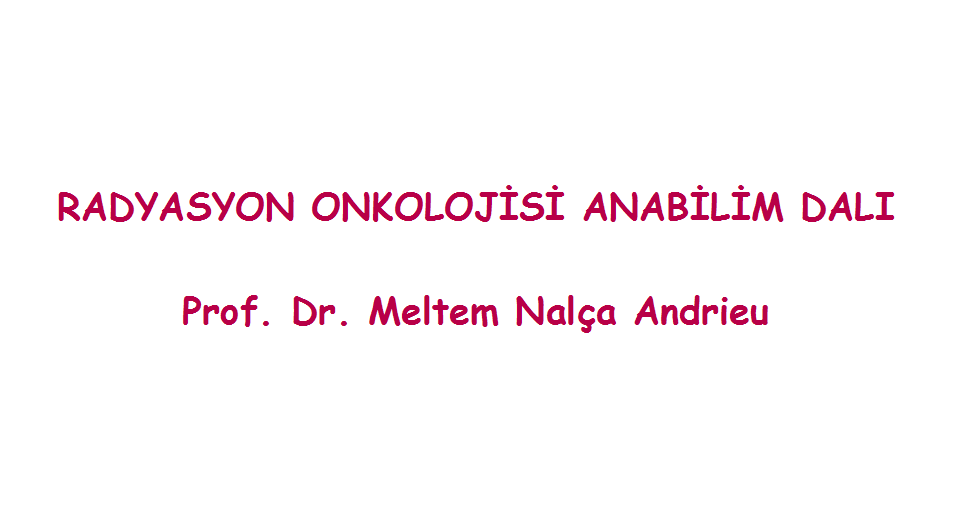 RADYASYON ONKOLOJİSİ ANABİLİM DALI
Prof. Dr. Meltem Nalça Andrieu